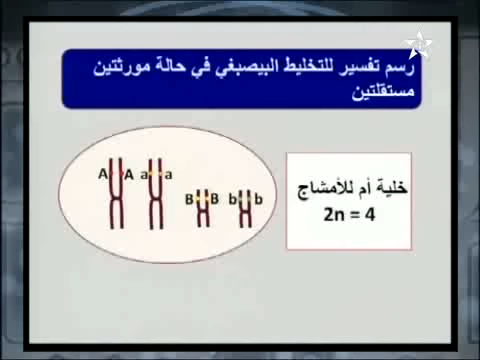 رسم تفسير للتخليط البيصبغي في حالة مورثتين
مستقلتين
خلية أم للأمشاج
2n = 4
A A a a
B B b b